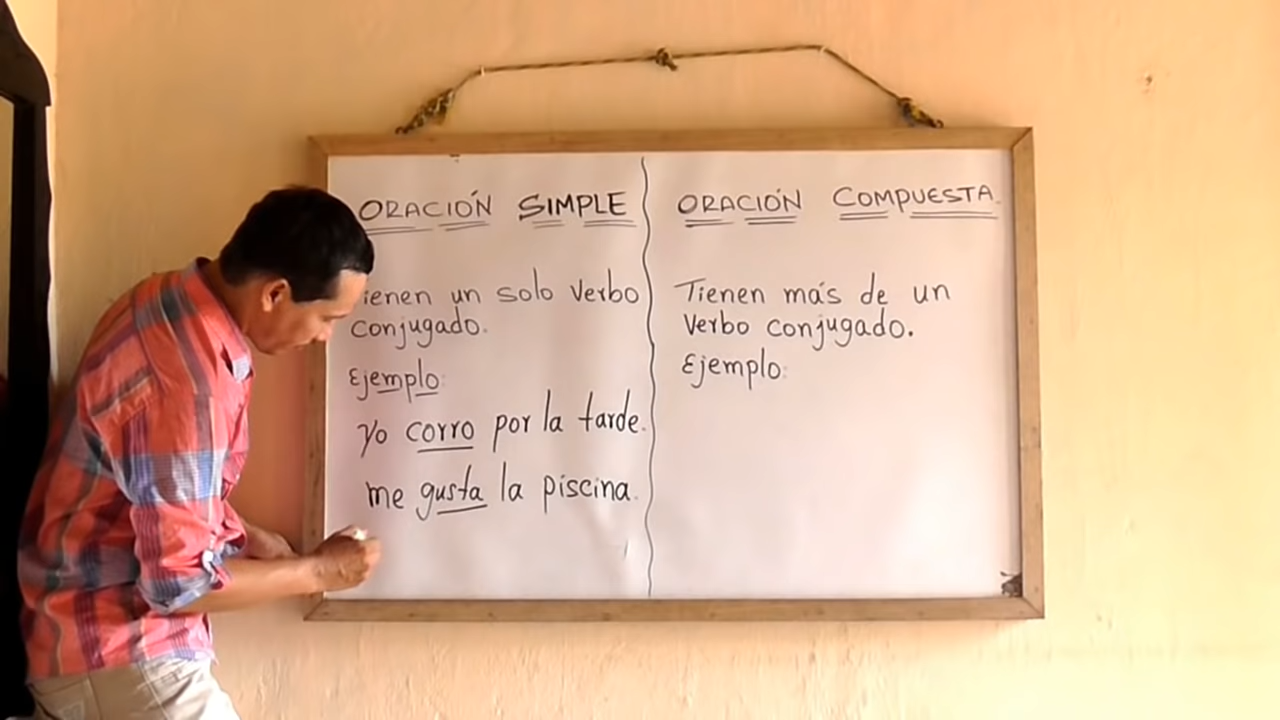 ORACIÓN SIMPLE
ienen un solo verbo
conjugado.
Ejemplo:
yo corro por la tarde.
me gusta la piscina.
ORACIÓN COMPUESTA
Tienen más de un
verbo conjugado.
Ejemplo: